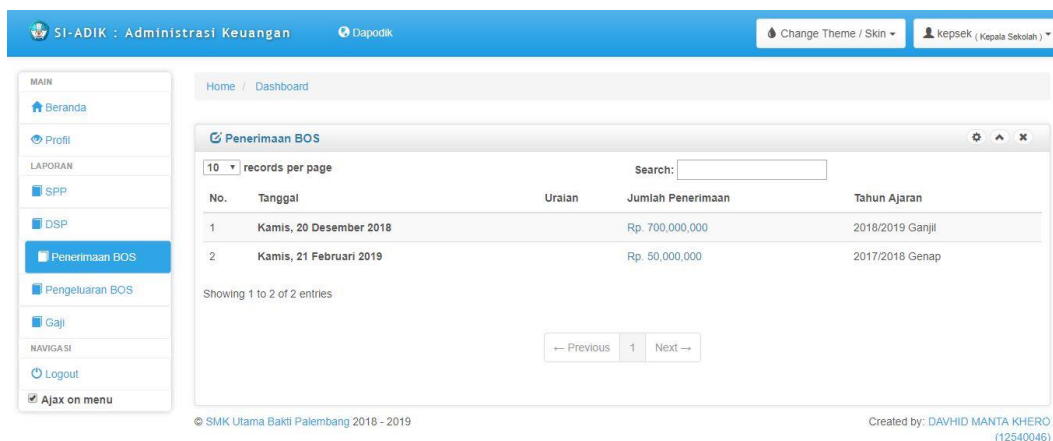 SI-ADIK : Administrasi Keuangan Dapodik Change Theme / Skin kepsek ( Kepala Sekolah )
MAIN
Beranda
Profil
LAPORAN
SPP
DSP
Penerimaan BOS
Pengeluaran BOS
Gaji
NAVIGASI
Logout
Ajax on menu
Home / Dashboard
Penerimaan BOS
10 records per page Search:
No. Tanggal Uraian Jumlah Penerimaan Tahun Ajaran
1 Kamis, 20 Desember 2018 Rp. 700,000,000 2018/2019 Ganjil
2 Kamis, 21 Februari 2019 Rp. 50,000,000 2017/2018 Genap
Showing 1 to 2 of 2 entries
← Previous 1 Next →
© SMK Utama Bakti Palembang 2018 - 2019 Created by: DAVHID MANTA KHERO
(12540046)